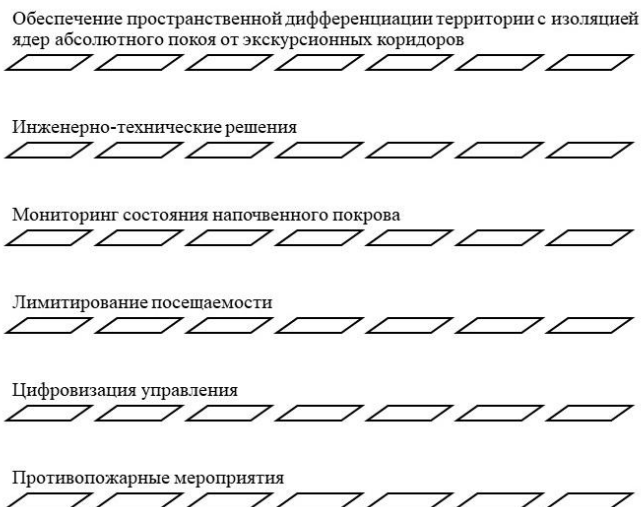 Обеспечение пространственной дифференциации территории с изоляцией
ядер абсолютного покоя от экскурсионных коридоров
Инженерно-технические решения
Мониторинг состояния напочвенного покрова
Лимитирование посещаемости
Цифровизация управления
Противопожарные мероприятия